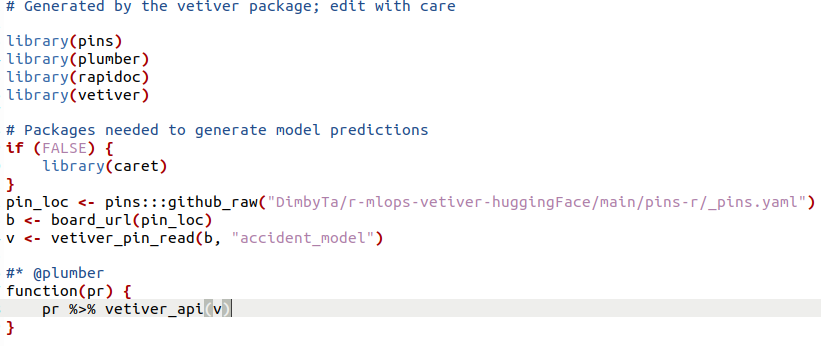 # Generated by the vetiver package; edit with care
library(pins)
library(plumber)
library(rapidoc)
library(vetiver)
# Packages needed to generate model predictions
if (FALSE) {
    library(caret)
}
pin_loc <- pins:::github_raw("DimbyTa/r-mlops-vetiver-huggingFace/main/pins-r/_pins.yaml")
b <- board_url(pin_loc)
v <- vetiver_pin_read(b, "accident_model")
#* @plumber
function(pr) {
    pr %>% vetiver_api(v)
}